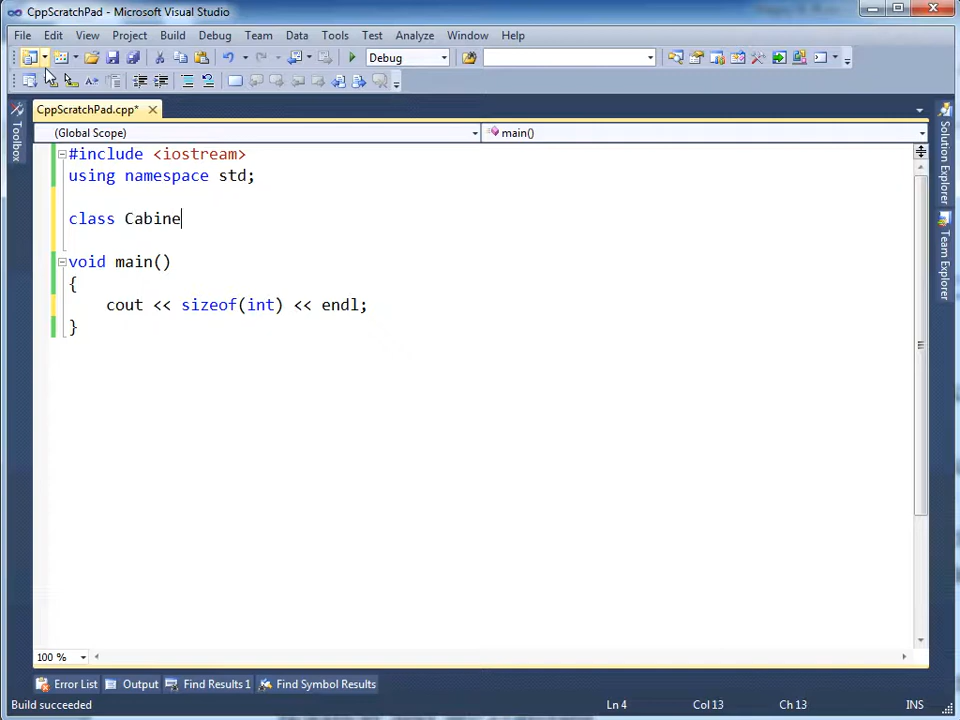 CppScratchPad - Microsoft Visual Studio
File Edit View Project Build Debug Team Data Tools Test Analyze Window Help
Debug
CppScratchPad.cpp*
(Global Scope) main()
#include <iostream>
using namespace std;
class Cabine
void main()
{
cout << sizeof(int) << endl;
}
Toolbox
Solution Explorer
Team Explorer
100 %
Error List Output Find Results 1 Find Symbol Results
Build succeeded Ln 4 Col 13 Ch 13 INS